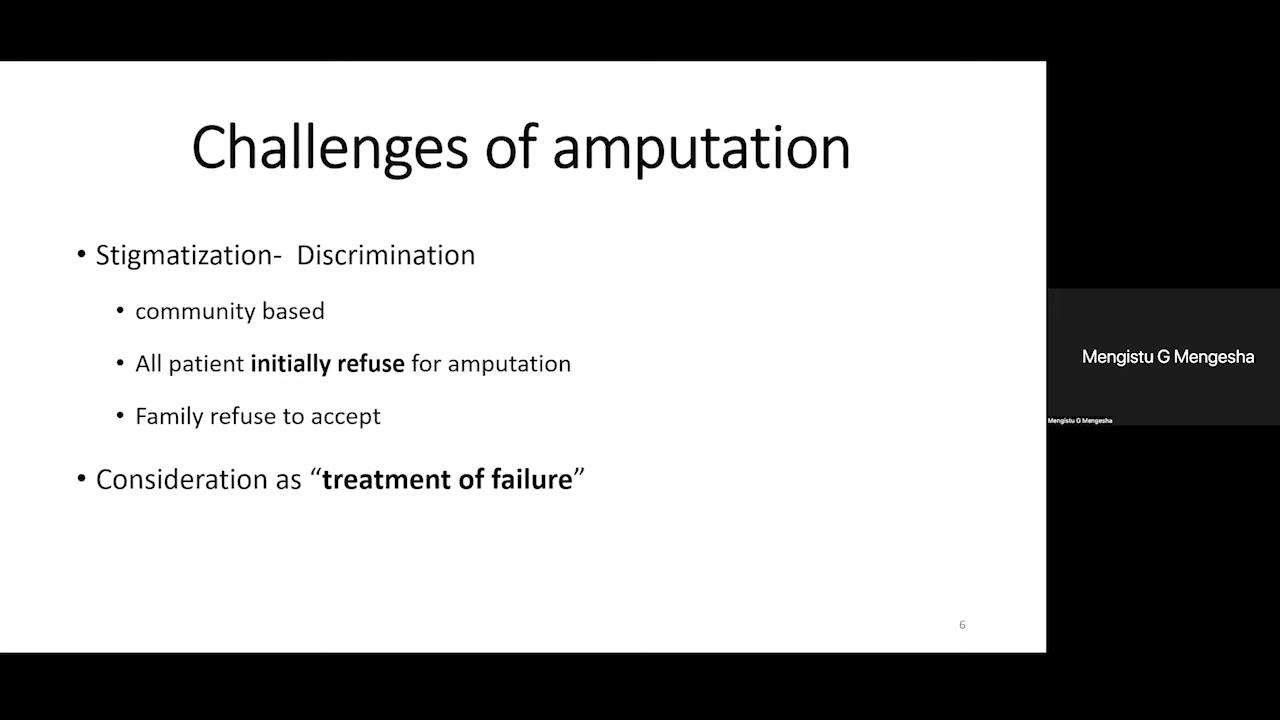 Challenges of amputation
• Stigmatization-  Discrimination
• community based
• All patient initially refuse for amputation
• Family refuse to accept
• Consideration as “treatment of failure”
6
Mengistu G Mengesha
Mengistu G Mengesha